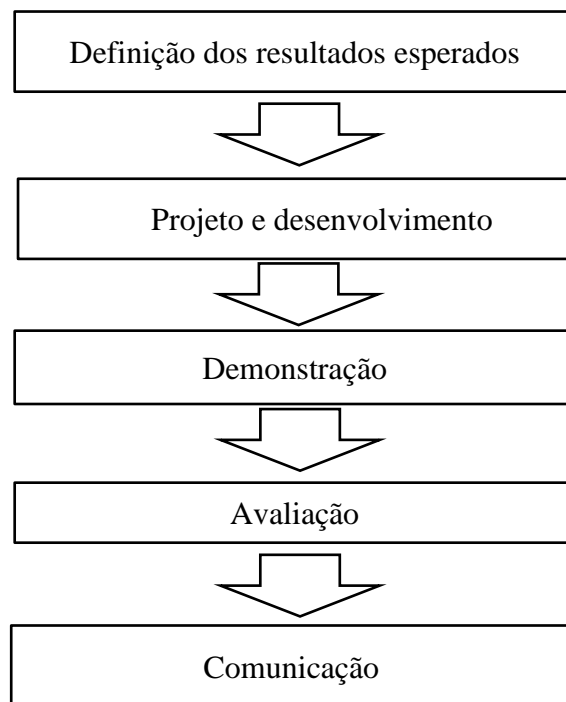 Definição dos resultados esperados
Projeto e desenvolvimento
Demonstração
Avaliação
Comunicação